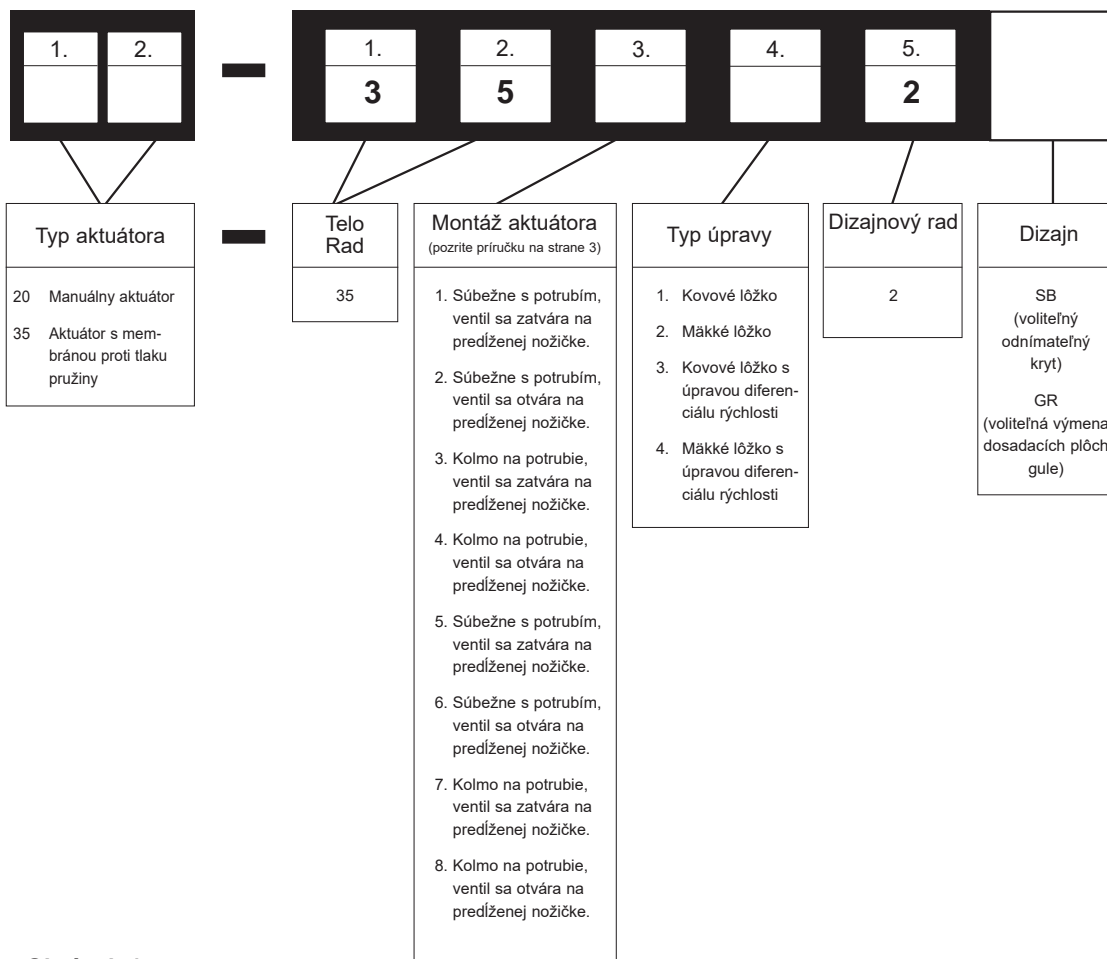 1. 2. 1. 2. 3. 4. 5.
3 5 2
Typ aktuátora
20 Manuálny aktuátor
35 Aktuátor s mem-
bránou proti tlaku
pružiny
Telo
Rad
35
Montáž aktuátora
(pozrite príručku na strane 3)
1. Súbežne s potrubím,
ventil sa zatvára na
predĺženej nožičke.
2. Súbežne s potrubím,
ventil sa otvára na
predĺženej nožičke.
3. Kolmo na potrubie,
ventil sa zatvára na
predĺženej nožičke.
4. Kolmo na potrubie,
ventil sa otvára na
predĺženej nožičke.
5. Súbežne s potrubím,
ventil sa zatvára na
predĺženej nožičke.
6. Súbežne s potrubím,
ventil sa otvára na
predĺženej nožičke.
7. Kolmo na potrubie,
ventil sa zatvára na
predĺženej nožičke.
8. Kolmo na potrubie,
ventil sa otvára na
predĺženej nožičke.
Typ úpravy
1. Kovové lôžko
2. Mäkké lôžko
3. Kovové lôžko s
úpravou diferen-
ciálu rýchlosti
4. Mäkké lôžko s
úpravou diferen-
ciálu rýchlosti
Dizajnový rad
2
Dizajn
SB
(voliteľný
odnímateľný
kryt)
GR
(voliteľná výmena
dosadacích plôch
gule)